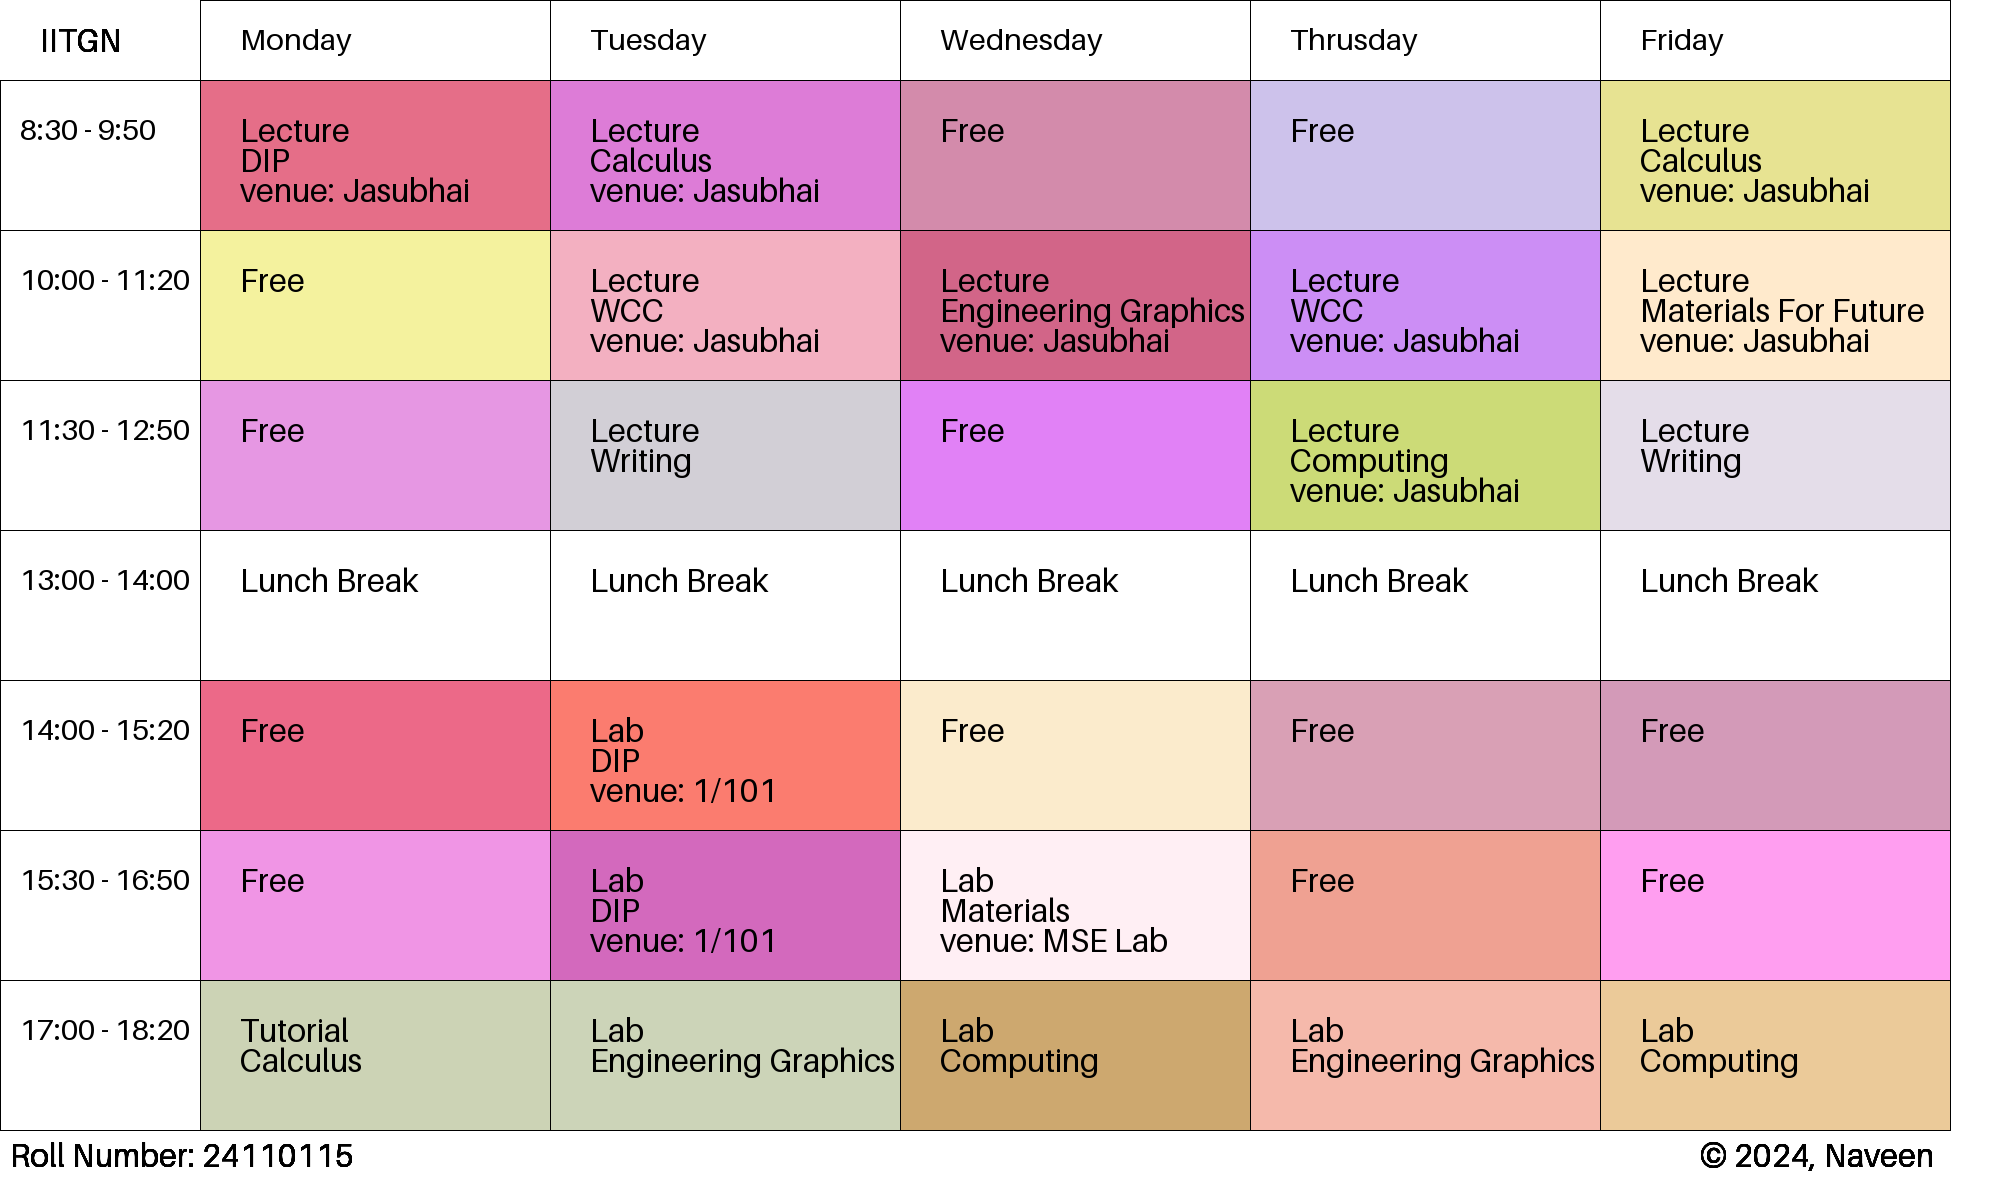 IITGN Monday Tuesday Wednesday Thrusday Friday
8:30 - 9:50
Lecture
DIP
venue: Jasubhai
Lecture
Calculus
venue: Jasubhai
Free
Free
Lecture
Calculus
venue: Jasubhai
10:00 - 11:20
Free
Lecture
WCC
venue: Jasubhai
Lecture
Engineering Graphics
venue: Jasubhai
Lecture
WCC
venue: Jasubhai
Lecture
Materials For Future
venue: Jasubhai
11:30 - 12:50
Free
Lecture
Writing
Free
Lecture
Computing
venue: Jasubhai
Lecture
Writing
13:00 - 14:00
Lunch Break
Lunch Break
Lunch Break
Lunch Break
Lunch Break
14:00 - 15:20
Free
Lab
DIP
venue: 1/101
Free
Free
Free
15:30 - 16:50
Free
Lab
DIP
venue: 1/101
Lab
Materials
venue: MSE Lab
Free
Free
17:00 - 18:20
Tutorial
Calculus
Lab
Engineering Graphics
Lab
Computing
Lab
Engineering Graphics
Lab
Computing
Roll Number: 24110115
© 2024, Naveen